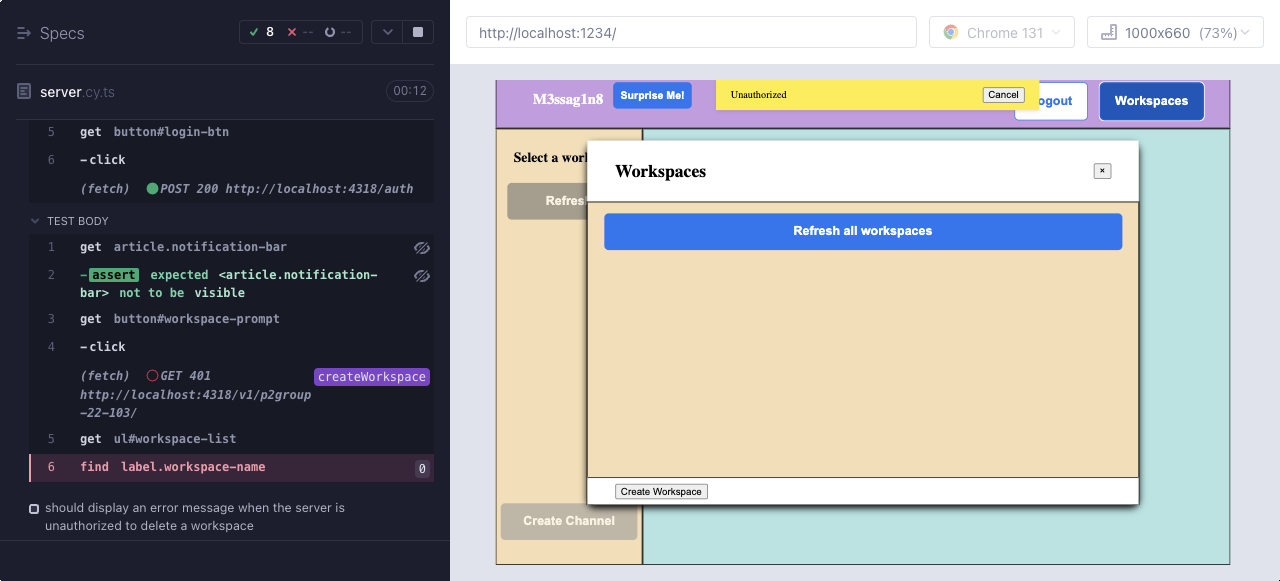 Specs
8
--
--
server.cy.ts
00:12
5 get button#login-btn
6 -click
(fetch) POST 200 http://localhost:4318/auth
TEST BODY
1 get article.notification-bar
2 -assert expected <article.notification-
bar> not to be visible
3 get button#workspace-prompt
4 -click
(fetch) GET 401 createWorkspace
http://localhost:4318/v1/p2group
-22-103/
5 get ul#workspace-list
6 find label.workspace-name 0
should display an error message when the server is
unauthorized to delete a workspace
http://localhost:1234/
Chrome 131
1000x660 (73%)
M3ssag1n8
Surprise Me!
Unauthorized
Cancel
ogout
Workspaces
Select a wor
Refres
Workspaces
×
Refresh all workspaces
Create Workspace
Create Channel